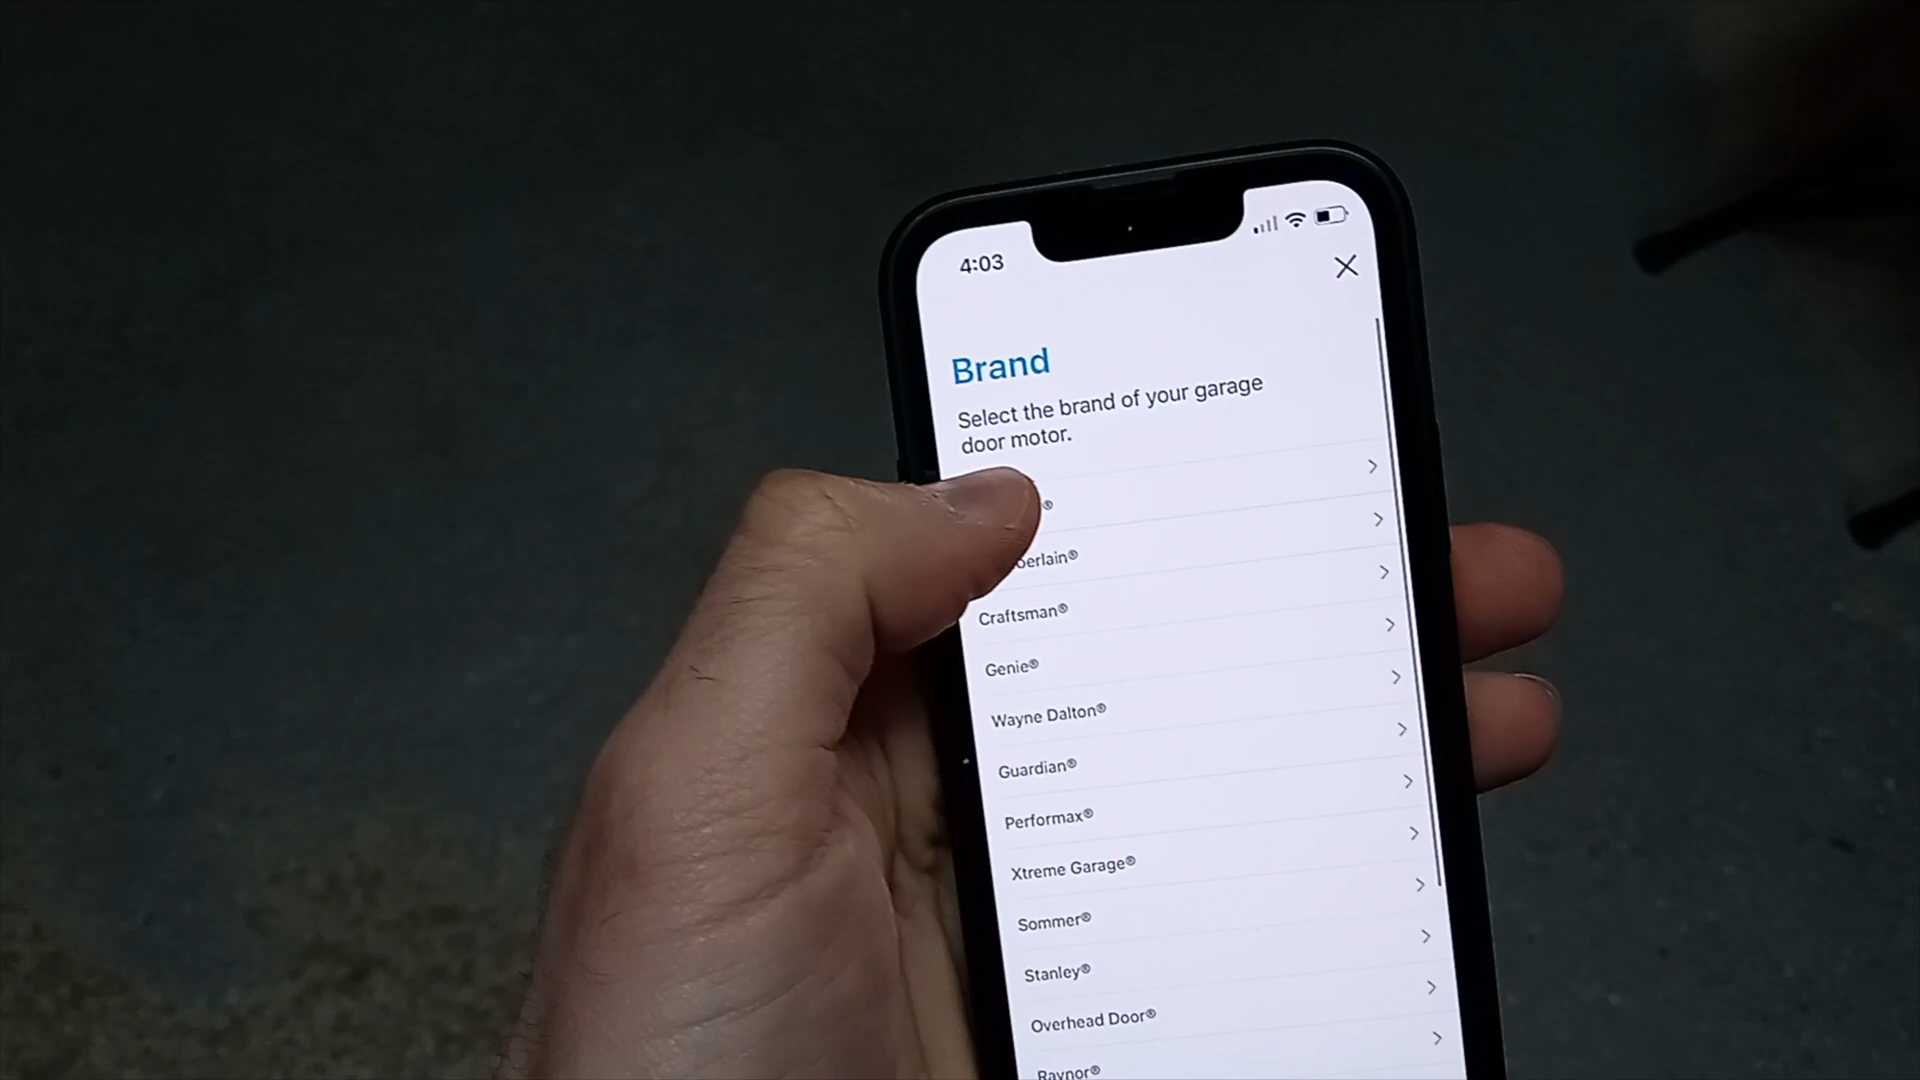 4:03
Brand
Select the brand of your garage
door motor.
®
berlain®
Craftsman®
Genie®
Wayne Dalton®
Guardian®
Performax®
Xtreme Garage®
Sommer®
Stanley®
Overhead Door®
Raynor®